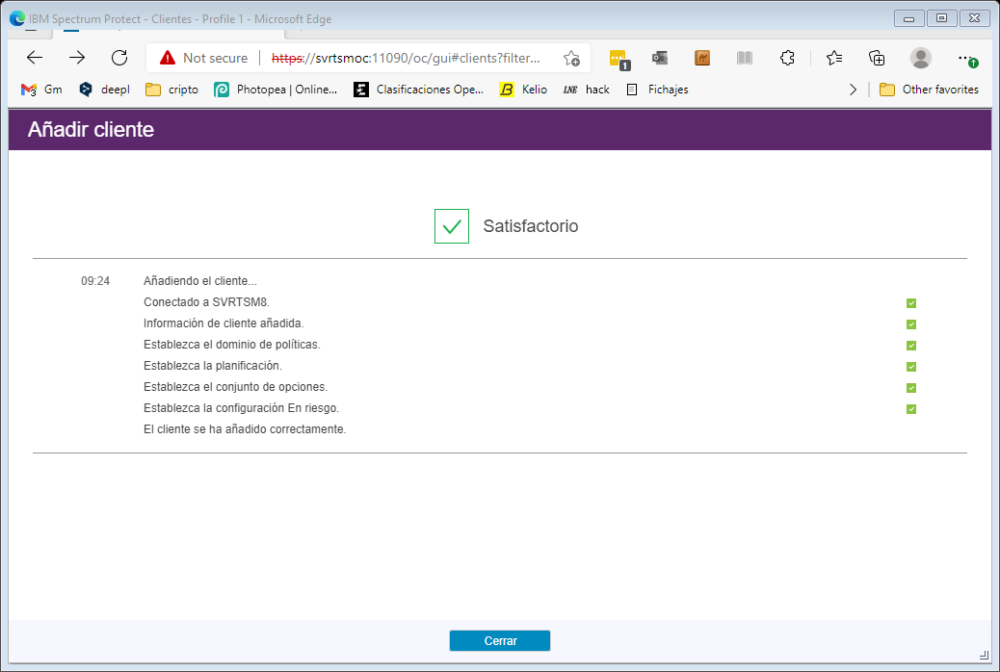 IBM Spectrum Protect - Clientes - Profile 1 - Microsoft Edge
Not secure https://svrtsmoc:11090/oc/gui#clients?filter...
1
Gm deepl cripto Photopea | Online... Clasificaciones Ope... Kelio hack Fichajes Other favorites
Añadir cliente
Satisfactorio
09:24 Añadiendo el cliente...
Conectado a SVRTSM8.
Información de cliente añadida.
Establezca el dominio de políticas.
Establezca la planificación.
Establezca el conjunto de opciones.
Establezca la configuración En riesgo.
El cliente se ha añadido correctamente.
Cerrar